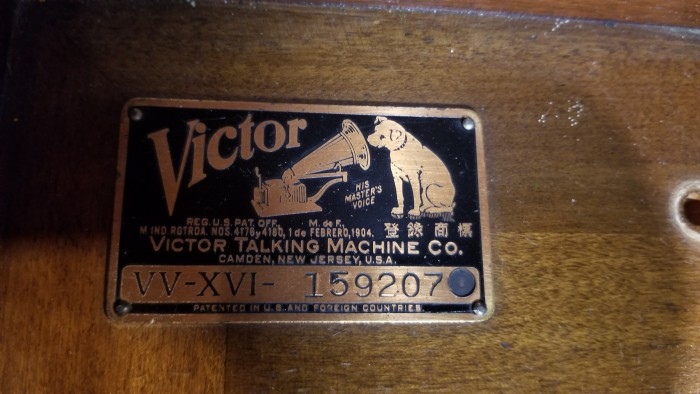 Victor
HIS
MASTER'S
VOICE
REG. U.S. PAT. OFF. M. de F.
M IND. RGTRDA. NOS. 4178 y 4180, 1 de FEBRERO, 1904.
登錄商標
VICTOR TALKING MACHINE CO.
CAMDEN, NEW JERSEY, U.S.A.
VV-XVI- 159207
PATENTED IN U.S. AND FOREIGN COUNTRIES.